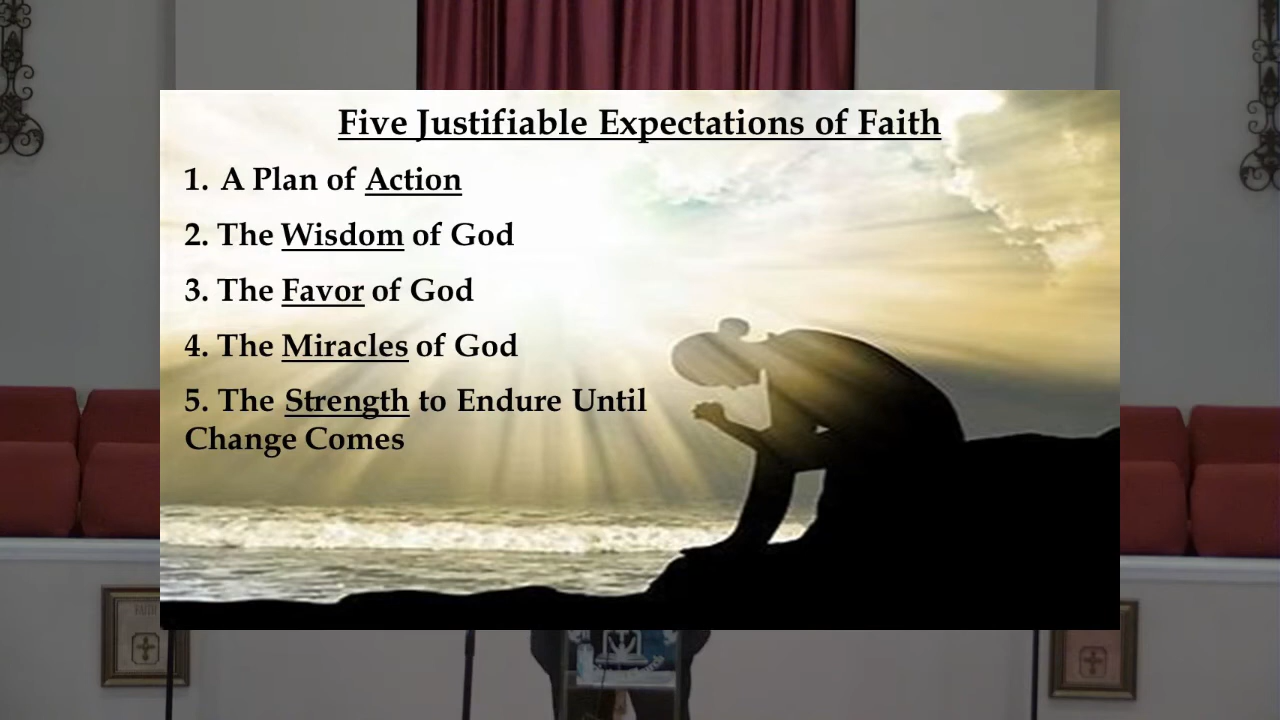 Five Justifiable Expectations of Faith
1. A Plan of Action
2. The Wisdom of God
3. The Favor of God
4. The Miracles of God
5. The Strength to Endure Until
Change Comes
FAITH